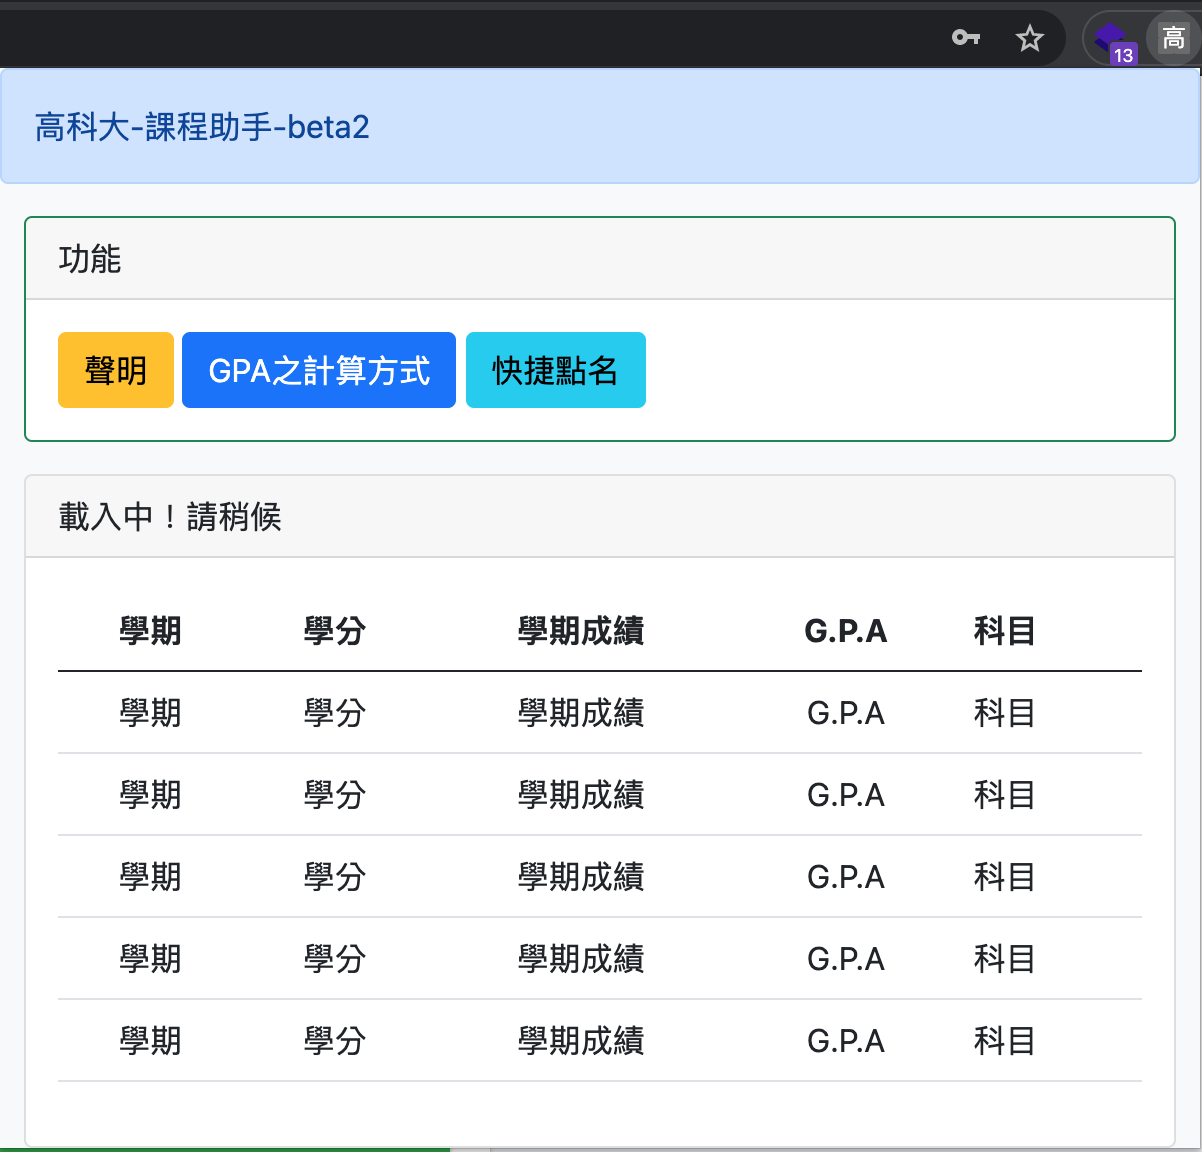 13
高
高科大-課程助手-beta2
功能
聲明 GPA之計算方式 快捷點名
載入中！請稍候
學期 學分 學期成績 G.P.A 科目
學期 學分 學期成績 G.P.A 科目
學期 學分 學期成績 G.P.A 科目
學期 學分 學期成績 G.P.A 科目
學期 學分 學期成績 G.P.A 科目
學期 學分 學期成績 G.P.A 科目